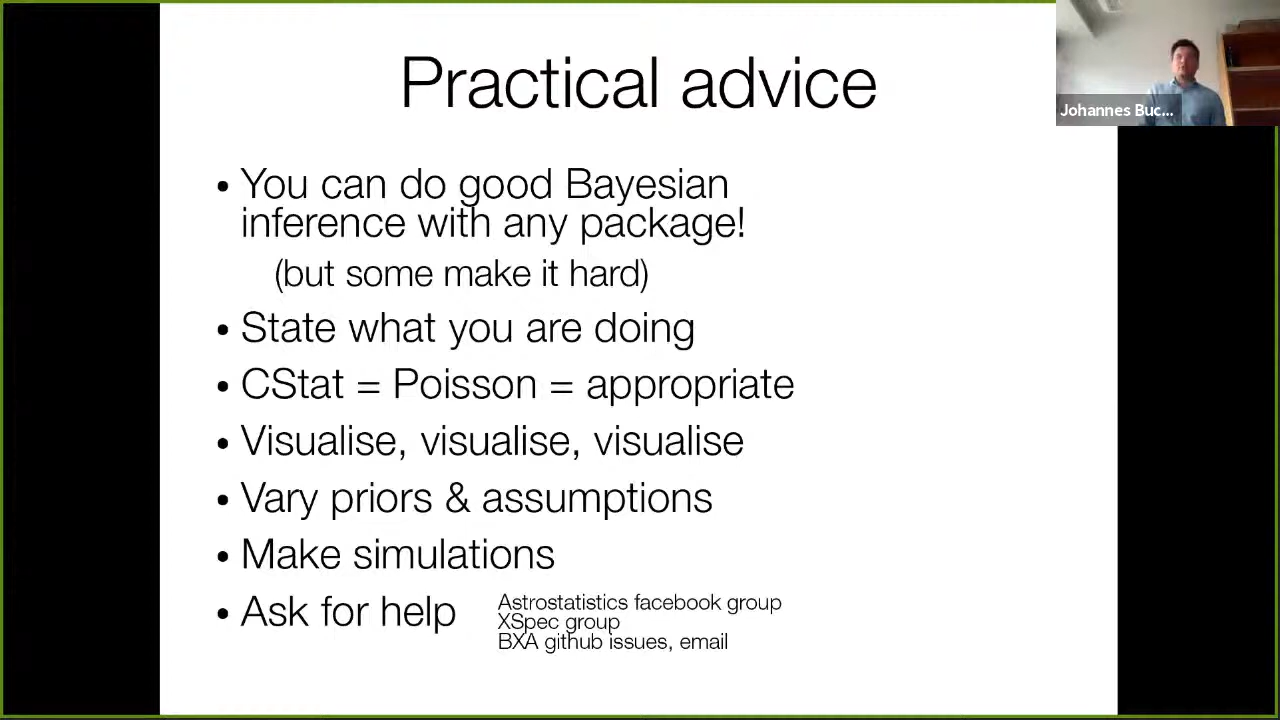 Practical advice
Johannes Buc...
• You can do good Bayesian
inference with any package!
(but some make it hard)
• State what you are doing
• CStat = Poisson = appropriate
• Visualise, visualise, visualise
• Vary priors & assumptions
• Make simulations
• Ask for help
Astrostatistics facebook group
XSpec group
BXA github issues, email